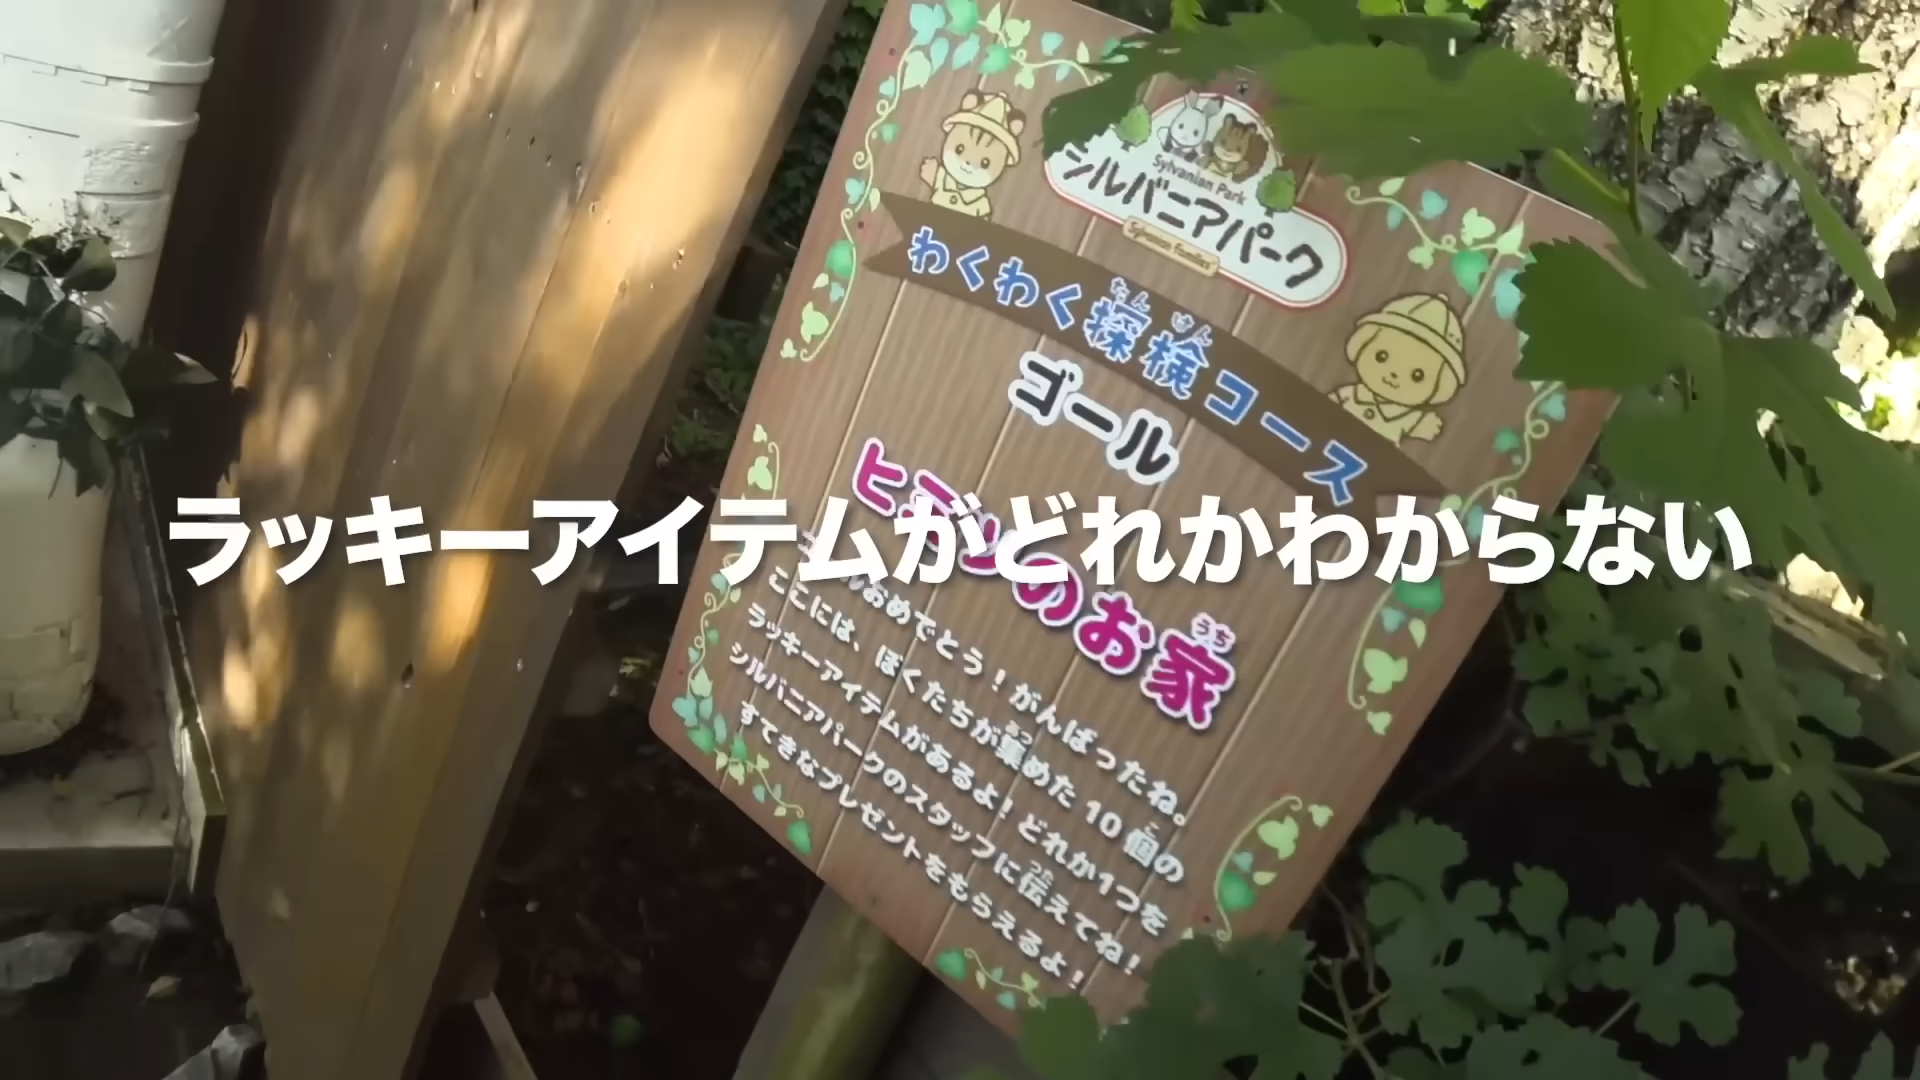 Sylvanian Park
シルバニアパーク
Sylvanian Families
わくわく探検コース
たんけん
ゴール
ラッキーアイテムがどれかわからない
のお家
うち
おめでとう！がんばったね。
ここには、ぼくたちが集めた10個の
ラッキーアイテムがあるよ！どれか1つを
シルバニアパークのスタッフに伝えてね！
すてきなプレゼントをもらえるよ！